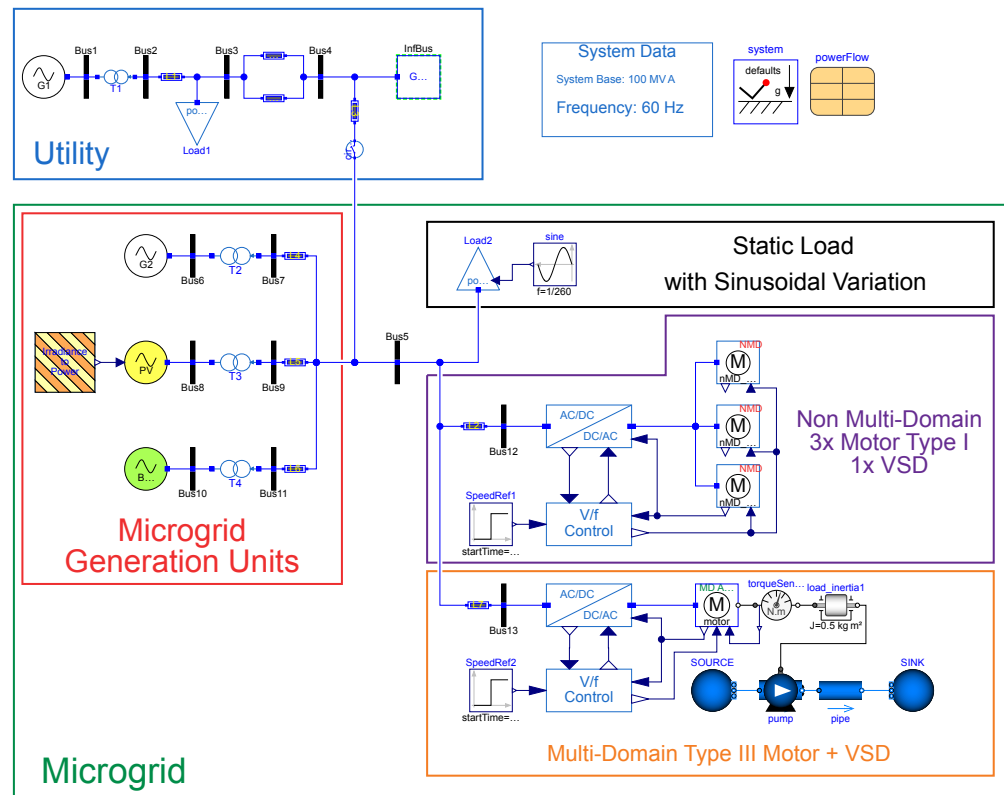 Bus1
Bus2
Bus3
Bus4
InfBus
G1
T1
G...
po...
Load1
Utility
System Data
System Base: 100 MV A
Frequency: 60 Hz
system
defaults
g
powerFlow
G2
Bus6
T2
Bus7
Irradiance
to
Power
PV
Bus8
T3
Bus9
B...
Bus10
T4
Bus11
Microgrid
Generation Units
Bus5
Load2
po...
sine
f=1/260
Static Load
with Sinusoidal Variation
Bus12
AC/DC
DC/AC
SpeedRef1
startTime=...
V/f
Control
NMD
M
nMD_...
NMD
M
nMD_...
NMD
M
nMD_...
Non Multi-Domain
3x Motor Type I
1x VSD
Bus13
AC/DC
DC/AC
SpeedRef2
startTime=...
V/f
Control
MD A...
M
motor
torqueSen...
N.m
load_inertia1
J=0.5 kg m²
SOURCE
pump
pipe
SINK
Multi-Domain Type III Motor + VSD
Microgrid